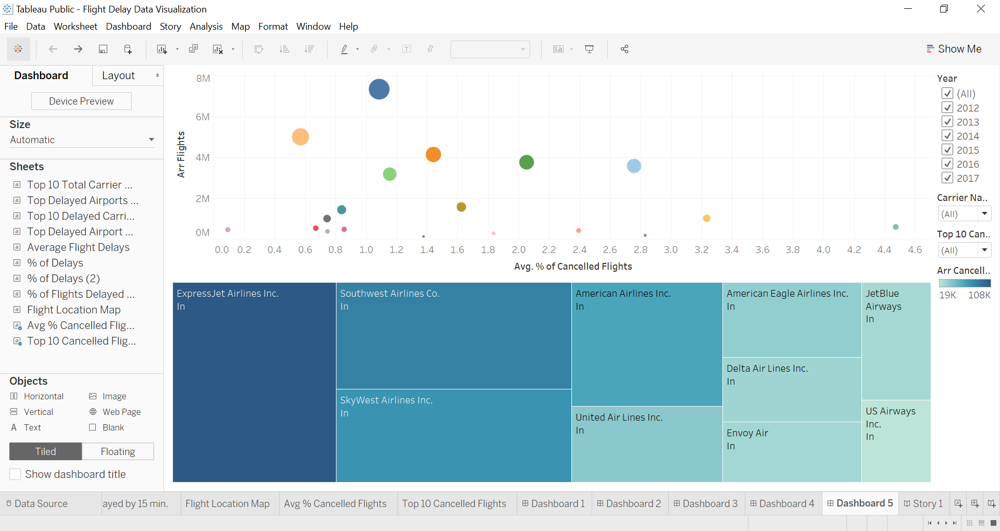 Tableau Public - Flight Delay Data Visualization
File Data Worksheet Dashboard Story Analysis Map Format Window Help
Show Me
Dashboard
Layout
Device Preview
Size
Automatic
Sheets
Top 10 Total Carrier ...
Top Delayed Airports ...
Top 10 Delayed Carri...
Top Delayed Airport ...
Average Flight Delays
% of Delays
% of Delays (2)
% of Flights Delayed ...
Flight Location Map
Avg % Cancelled Flig...
Top 10 Cancelled Flig...
Objects
Horizontal
Image
Vertical
Web Page
A Text
Blank
Tiled
Floating
Show dashboard title
8M
6M
4M
2M
0M
Arr Flights
0.0 0.2 0.4 0.6 0.8 1.0 1.2 1.4 1.6 1.8 2.0 2.2 2.4 2.6 2.8 3.0 3.2 3.4 3.6 3.8 4.0 4.2 4.4 4.6
Avg. % of Cancelled Flights
ExpressJet Airlines Inc.
In
Southwest Airlines Co.
In
SkyWest Airlines Inc.
In
American Airlines Inc.
In
United Air Lines Inc.
In
American Eagle Airlines Inc.
In
Delta Air Lines Inc.
In
Envoy Air
In
JetBlue
Airways
In
US Airways
Inc.
In
Year
(All)
2012
2013
2014
2015
2016
2017
Carrier Na..
(All)
Top 10 Can..
(All)
Arr Cancell..
19K 108K
Data Source
ayed by 15 min.
Flight Location Map
Avg % Cancelled Flights
Top 10 Cancelled Flights
Dashboard 1
Dashboard 2
Dashboard 3
Dashboard 4
Dashboard 5
Story 1